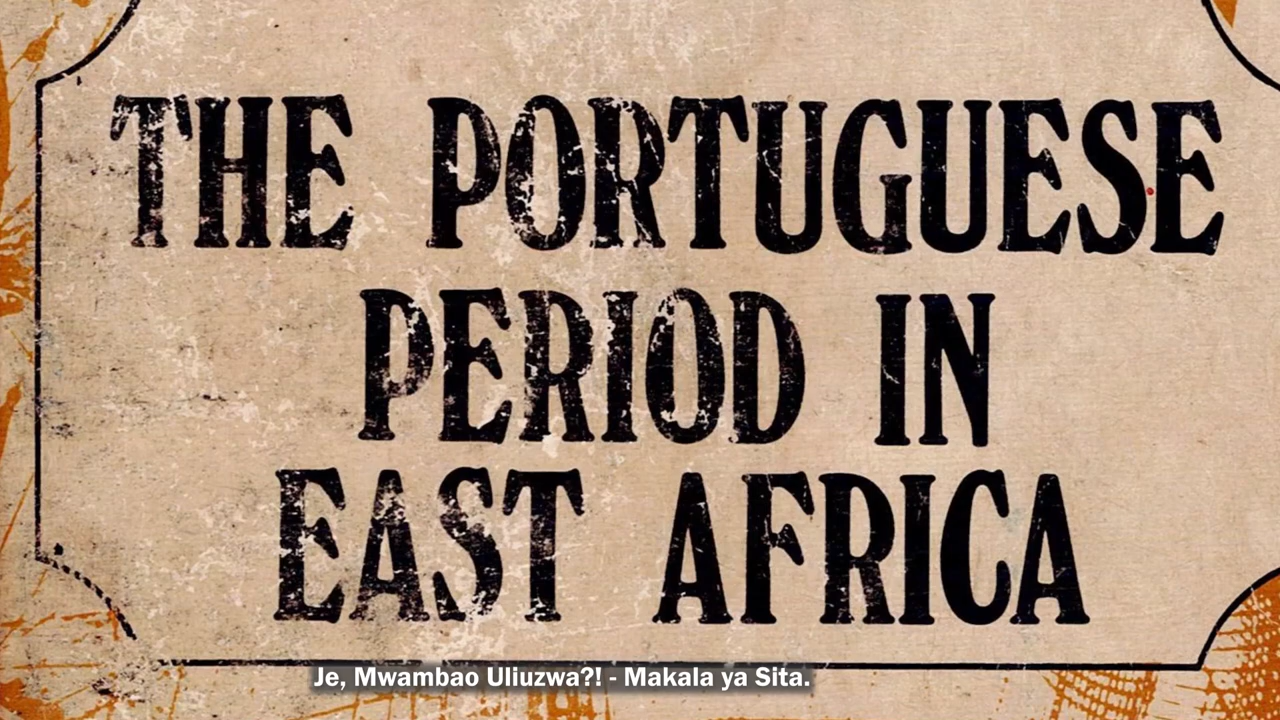 THE PORTUGUESE
PERIOD IN
EAST AFRICA
Je, Mwambao Uliuzwa?! - Makala ya Sita.